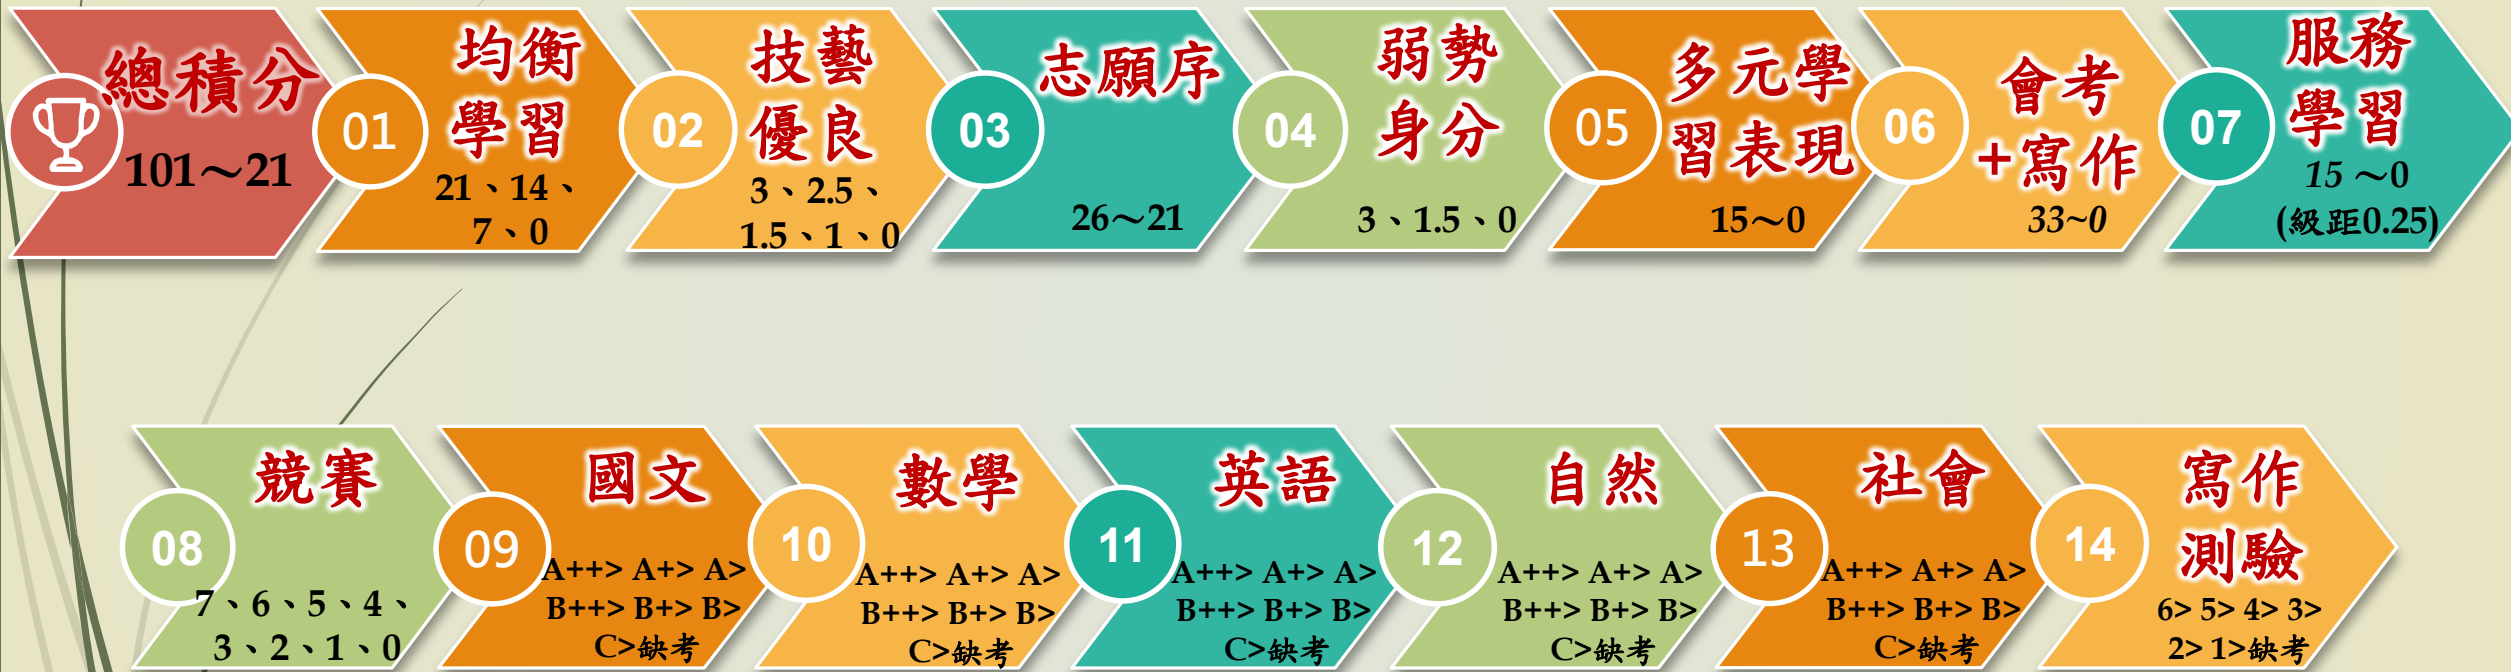 總積分
101～21
01
均衡
學習
21、14、
7、0
02
技藝
優良
3、2.5、
1.5、1、0
03
志願序
26～21
04
弱勢
身分
3、1.5、0
05
多元學
習表現
15～0
06
會考
+寫作
33~0
07
服務
學習
15～0
(級距0.25)
08
競賽
7、6、5、4、
3、2、1、0
09
國文
A++> A+> A>
B++> B+> B>
C>缺考
10
數學
A++> A+> A>
B++> B+> B>
C>缺考
11
英語
A++> A+> A>
B++> B+> B>
C>缺考
12
自然
A++> A+> A>
B++> B+> B>
C>缺考
13
社會
A++> A+> A>
B++> B+> B>
C>缺考
14
寫作
測驗
6> 5> 4> 3>
2> 1>缺考